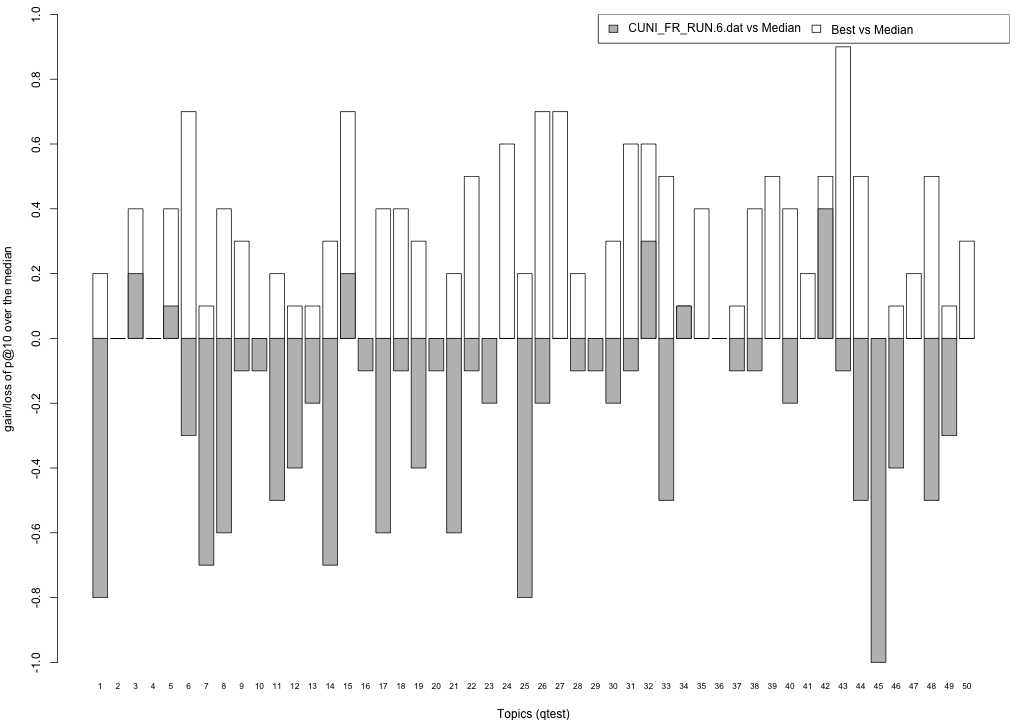 CUNI_FR_RUN.6.dat vs Median Best vs Median
gain/loss of p@10 over the median
1.0
0.8
0.6
0.4
0.2
0.0
-0.2
-0.4
-0.6
-0.8
-1.0
1 2 3 4 5 6 7 8 9 10 11 12 13 14 15 16 17 18 19 20 21 22 23 24 25 26 27 28 29 30 31 32 33 34 35 36 37 38 39 40 41 42 43 44 45 46 47 48 49 50
Topics (qtest)